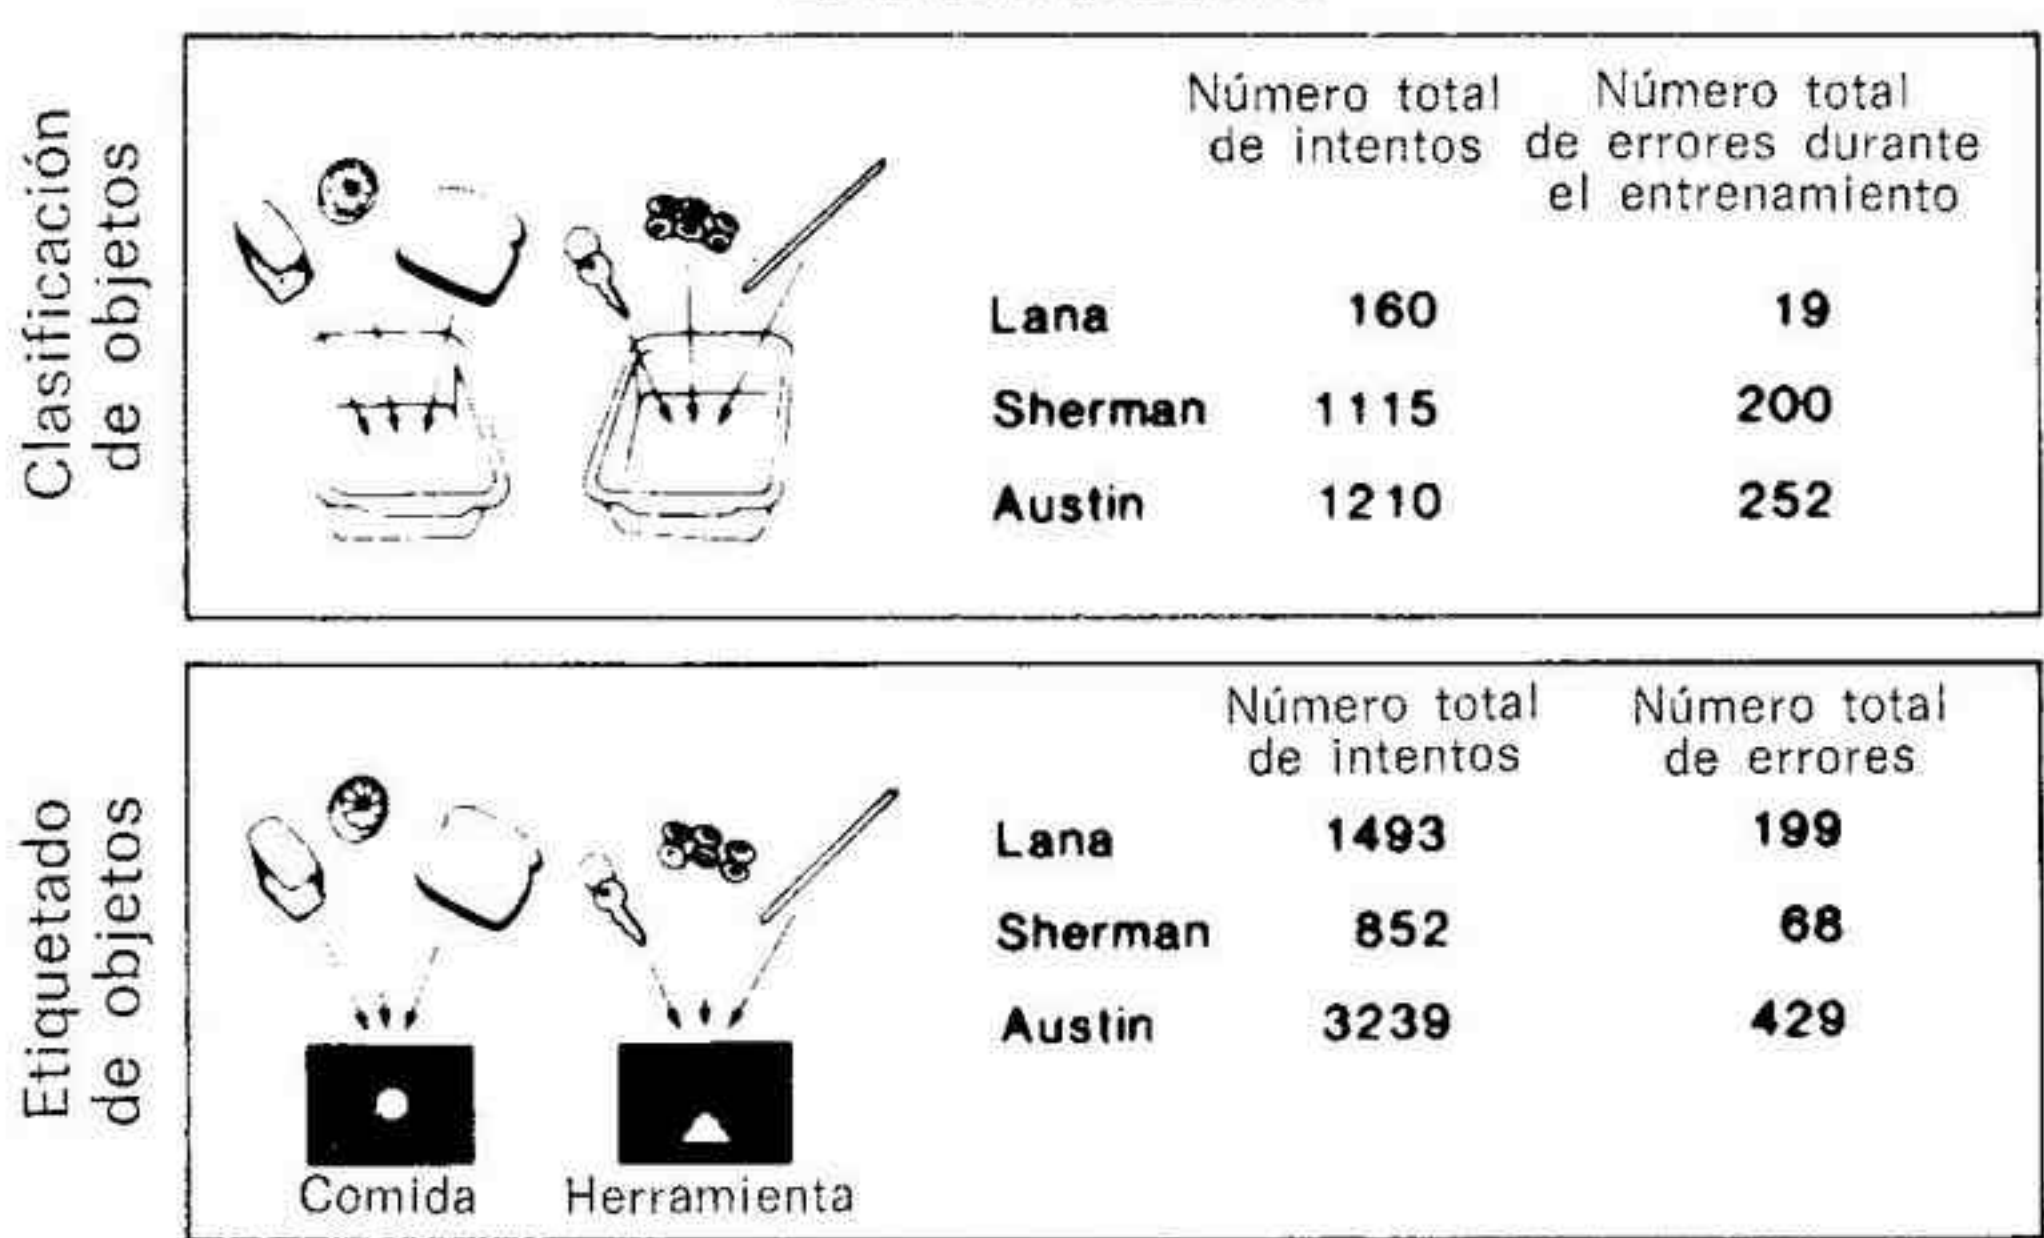 Clasificación
de objetos
Número total
de intentos
Número total
de errores durante
el entrenamiento
Lana 160 19
Sherman 1115 200
Austin 1210 252
Etiquetado
de objetos
Número total
de intentos
Número total
de errores
Lana 1493 199
Sherman 852 68
Austin 3239 429
Comida
Herramienta